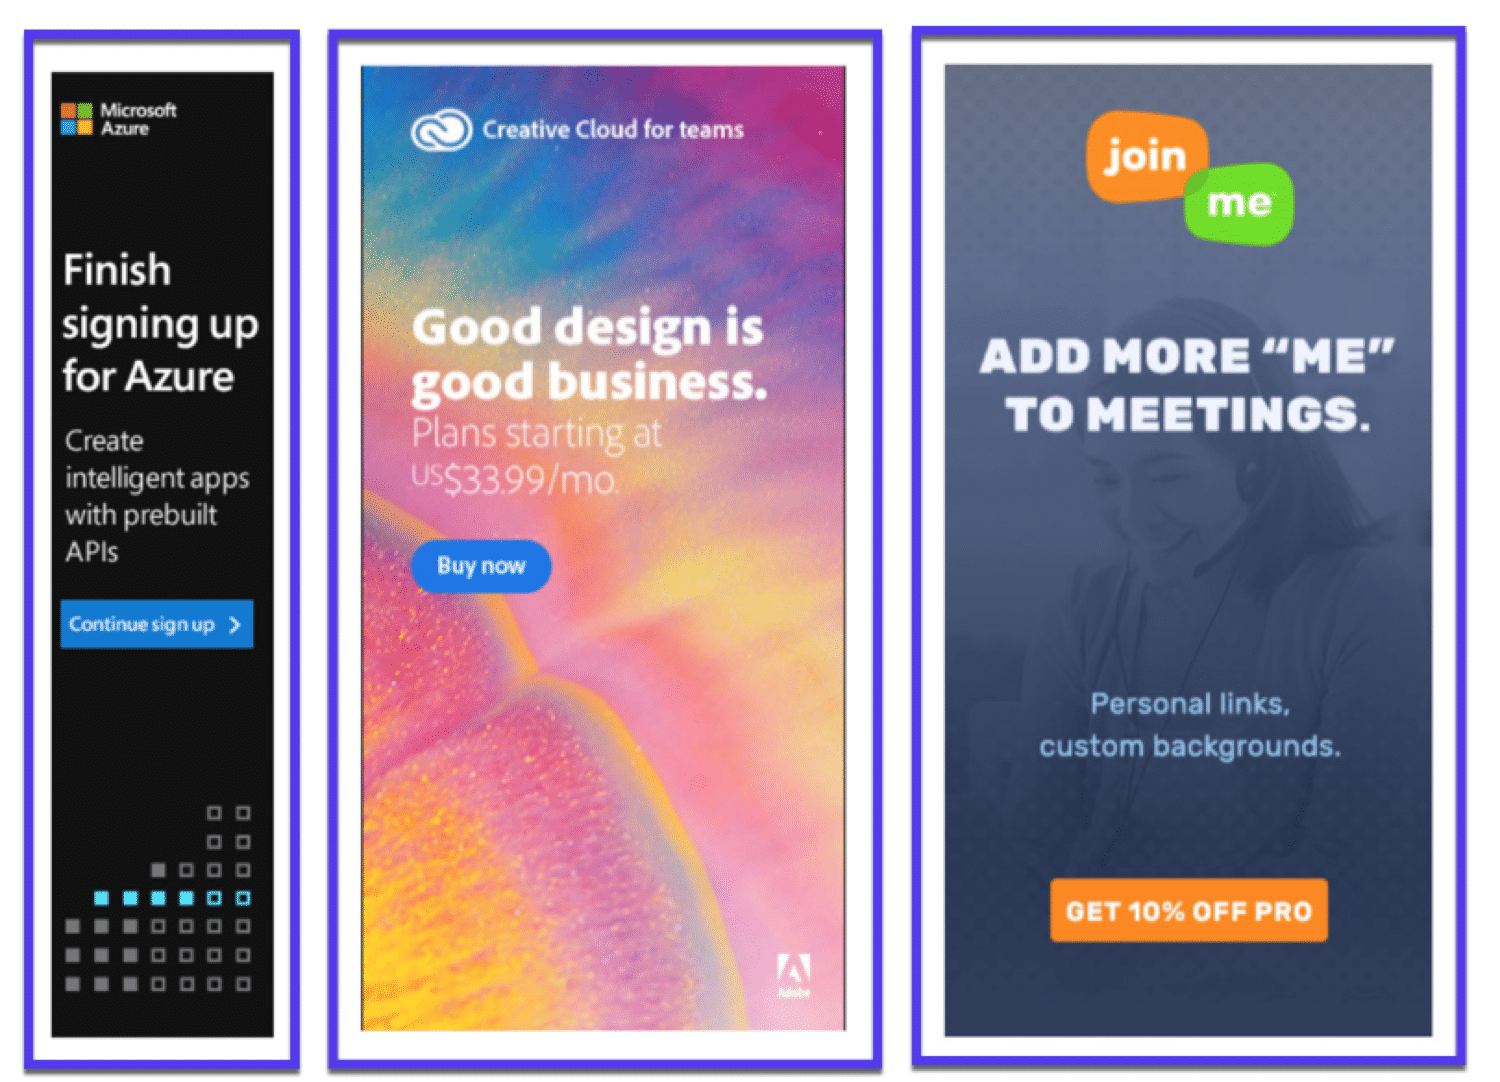 Microsoft
Azure
Finish
signing up
for Azure
Create
intelligent apps
with prebuilt
APIs
Continue sign up
Creative Cloud for teams
Good design is
good business.
Plans starting at
US$33.99/mo.
Buy now
Adobe
join
me
ADD MORE “ME”
TO MEETINGS.
Personal links,
custom backgrounds.
GET 10% OFF PRO